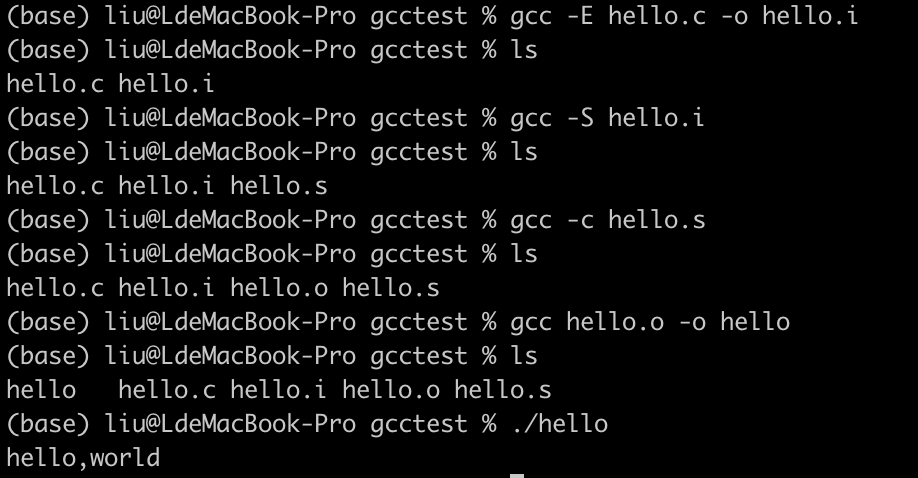 (base) liu@LdeMacBook-Pro gcctest % gcc -E hello.c -o hello.i
(base) liu@LdeMacBook-Pro gcctest % ls
hello.c hello.i
(base) liu@LdeMacBook-Pro gcctest % gcc -S hello.i
(base) liu@LdeMacBook-Pro gcctest % ls
hello.c hello.i hello.s
(base) liu@LdeMacBook-Pro gcctest % gcc -c hello.s
(base) liu@LdeMacBook-Pro gcctest % ls
hello.c hello.i hello.o hello.s
(base) liu@LdeMacBook-Pro gcctest % gcc hello.o -o hello
(base) liu@LdeMacBook-Pro gcctest % ls
hello   hello.c hello.i hello.o hello.s
(base) liu@LdeMacBook-Pro gcctest % ./hello
hello,world